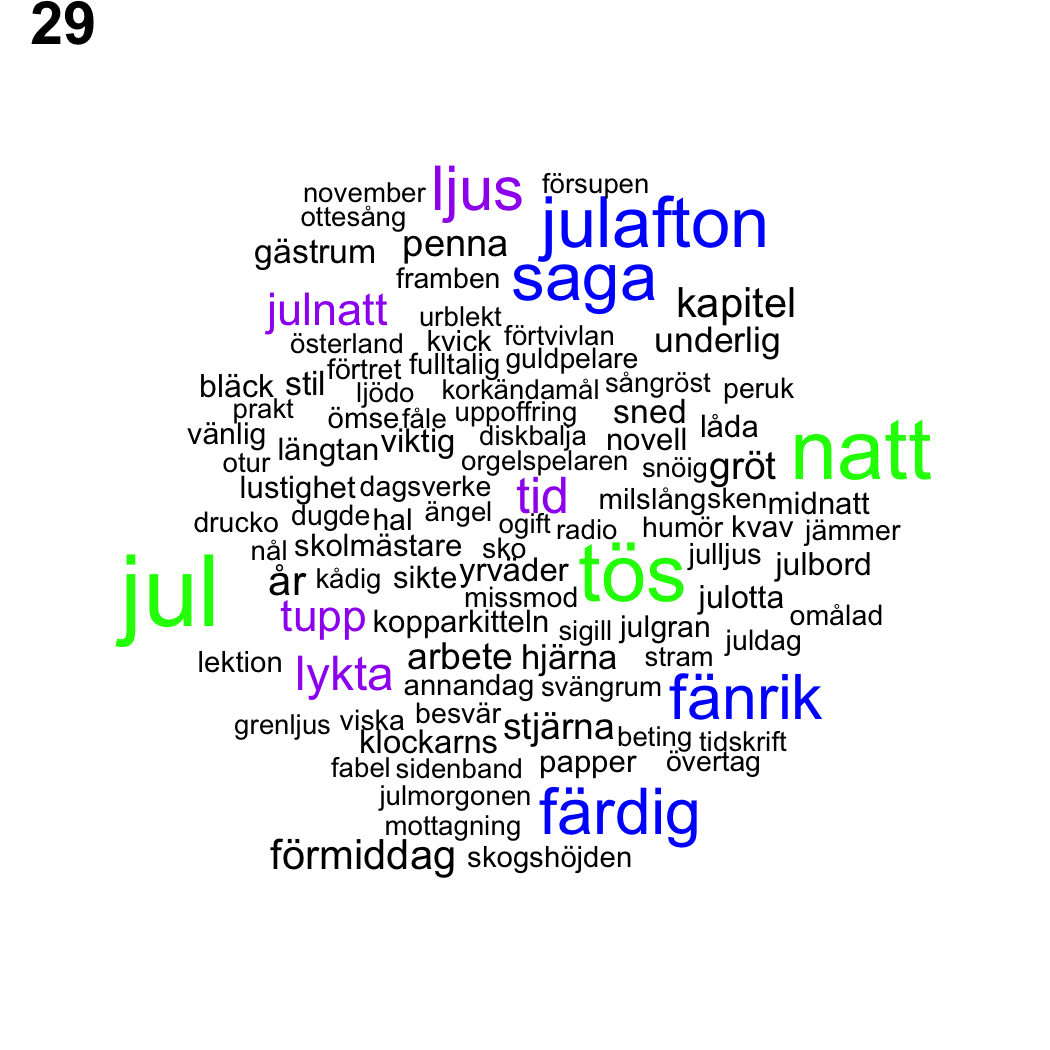 29
november ljus försupen
ottesång julafton
gästrum penna
framben saga
julnatt urblekt kapitel
österland kvick förtvivlan underlig
förtret fulltalig guldpelare
bläck stil ljödo korkändamål sångröst peruk
prakt ömse fåle uppoffring sned låda
vänlig längtan viktig diskbalja novell natt
otur orgelspelaren snöig gröt
lustighet dagsverke tid milslång sken midnatt
drucko dugde hal ängel ogift radio humör kvav jämmer
nål skolmästare sko julljus
jul år kådig sikte yrväder tös julbord
missmod julotta
tupp kopparkitteln sigill julgran omålad
juldag
lektion lykta arbete hjärna stram
annandag svängrum fänrik
grenljus viska besvär stjärna
klockarns beting tidskrift
fabel sidenband papper övertag
julmorgonen färdig
mottagning
förmiddag skogshöjden